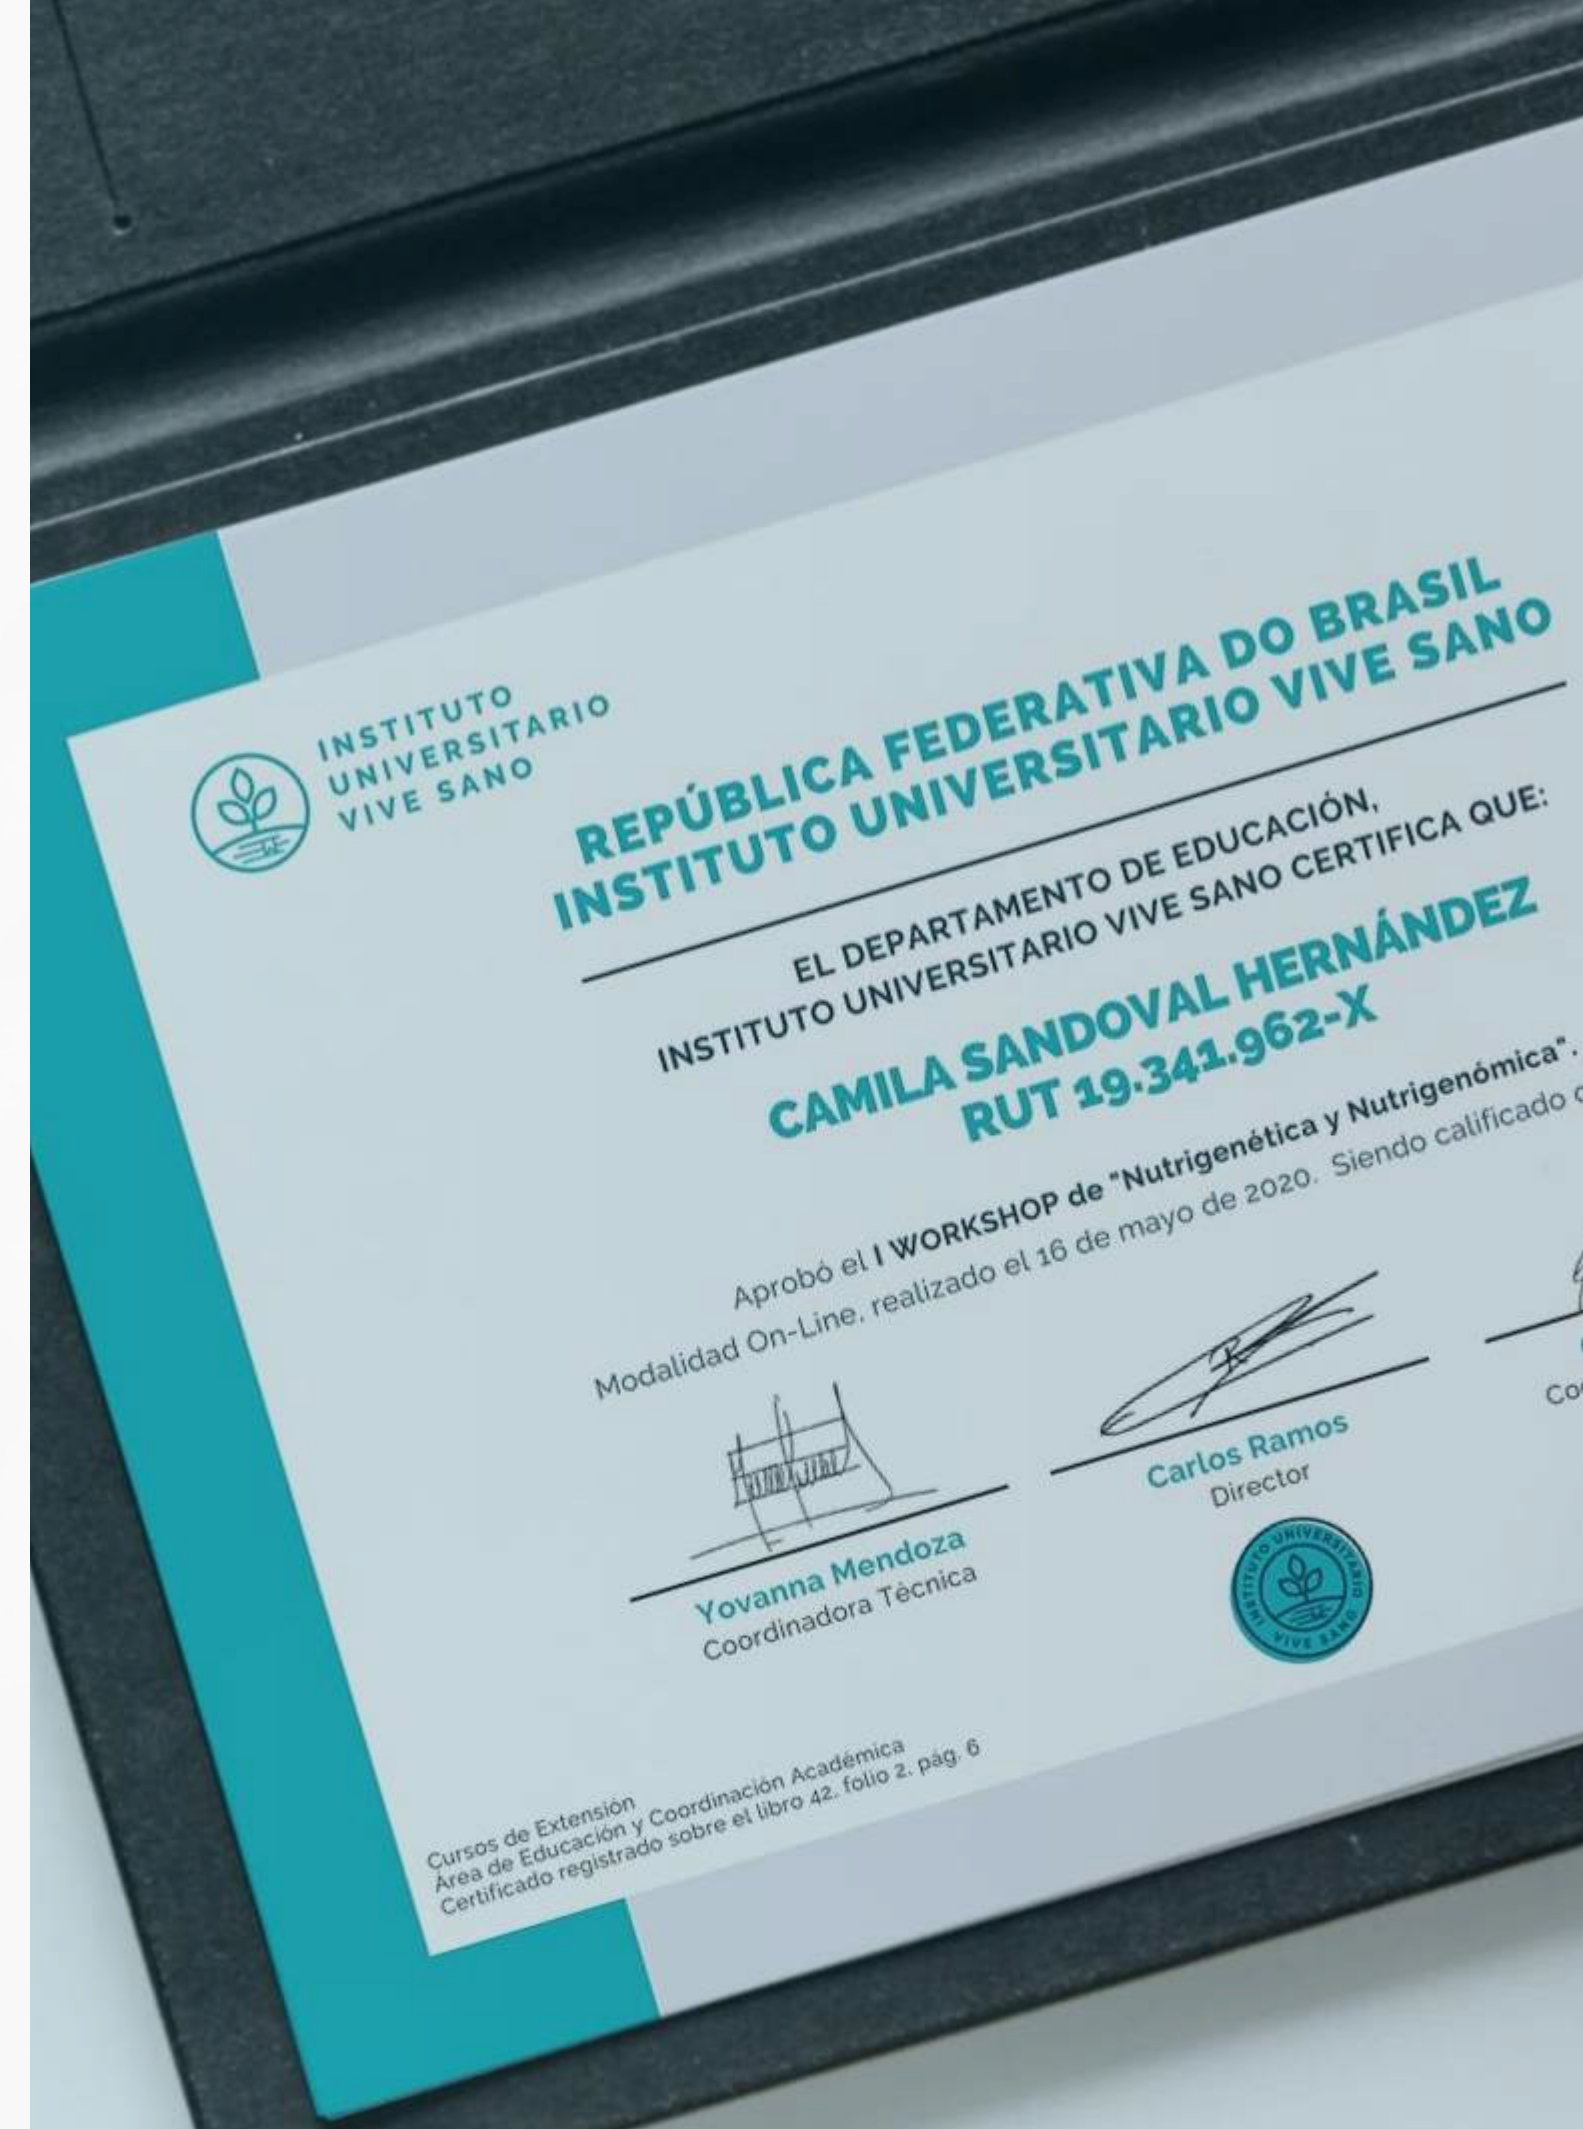 INSTITUTO
UNIVERSITARIO
VIVE SANO
REPÚBLICA FEDERATIVA DO BRASIL
INSTITUTO UNIVERSITARIO VIVE SANO
EL DEPARTAMENTO DE EDUCACIÓN,
INSTITUTO UNIVERSITARIO VIVE SANO CERTIFICA QUE:
CAMILA SANDOVAL HERNÁNDEZ
RUT 19.341.962-X
Aprobó el I WORKSHOP de "Nutrigenética y Nutrigenómica".
Modalidad On-Line, realizado el 16 de mayo de 2020. Siendo calificado
Yovanna Mendoza
Coordinadora Técnica
Carlos Ramos
Director
INSTITUTO UNIVERSITARIO
VIVE SANO
Cursos de Extensión
Área de Educación y Coordinación Académica
Certificado registrado sobre el libro 42, folio 2, pág. 6